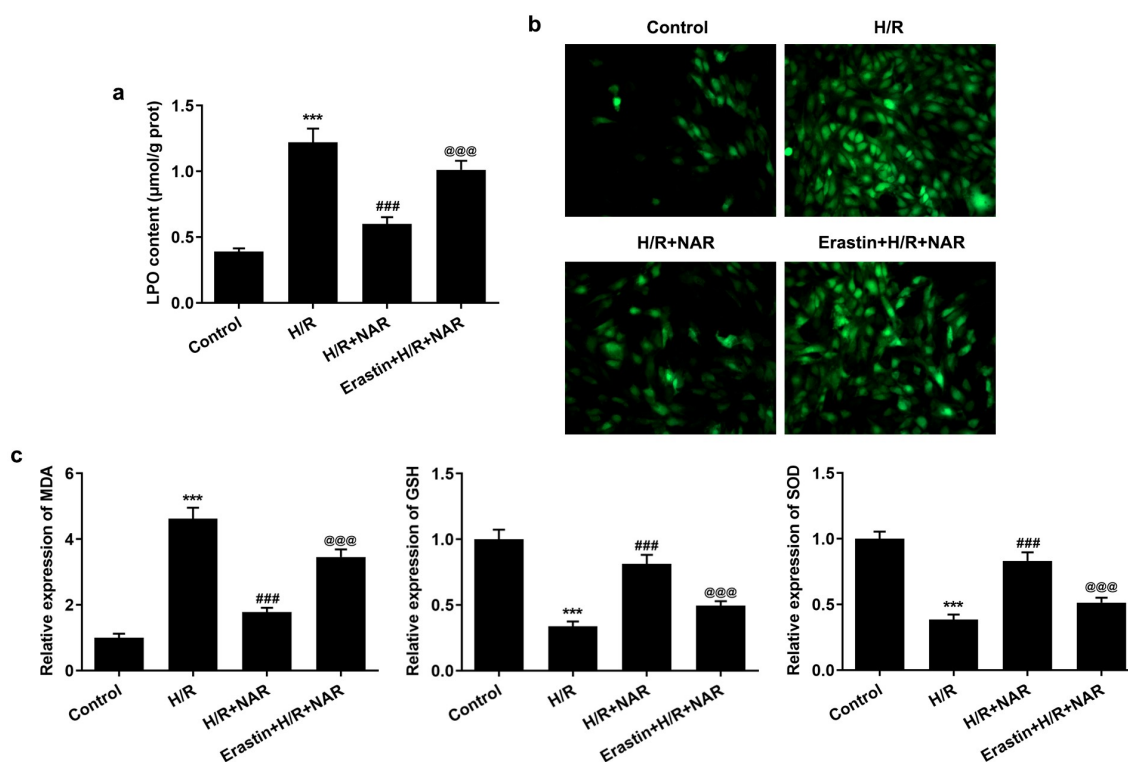 a
LPO content (µmol/g prot)
1.5
1.0
0.5
0.0
***
###
@@@
Control
H/R
H/R+NAR
Erastin+H/R+NAR
b
Control
H/R
H/R+NAR
Erastin+H/R+NAR
c
Relative expression of MDA
6
4
2
0
***
###
@@@
Control
H/R
H/R+NAR
Erastin+H/R+NAR
Relative expression of GSH
1.5
1.0
0.5
0.0
***
###
@@@
Control
H/R
H/R+NAR
Erastin+H/R+NAR
Relative expression of SOD
1.5
1.0
0.5
0.0
***
###
@@@
Control
H/R
H/R+NAR
Erastin+H/R+NAR